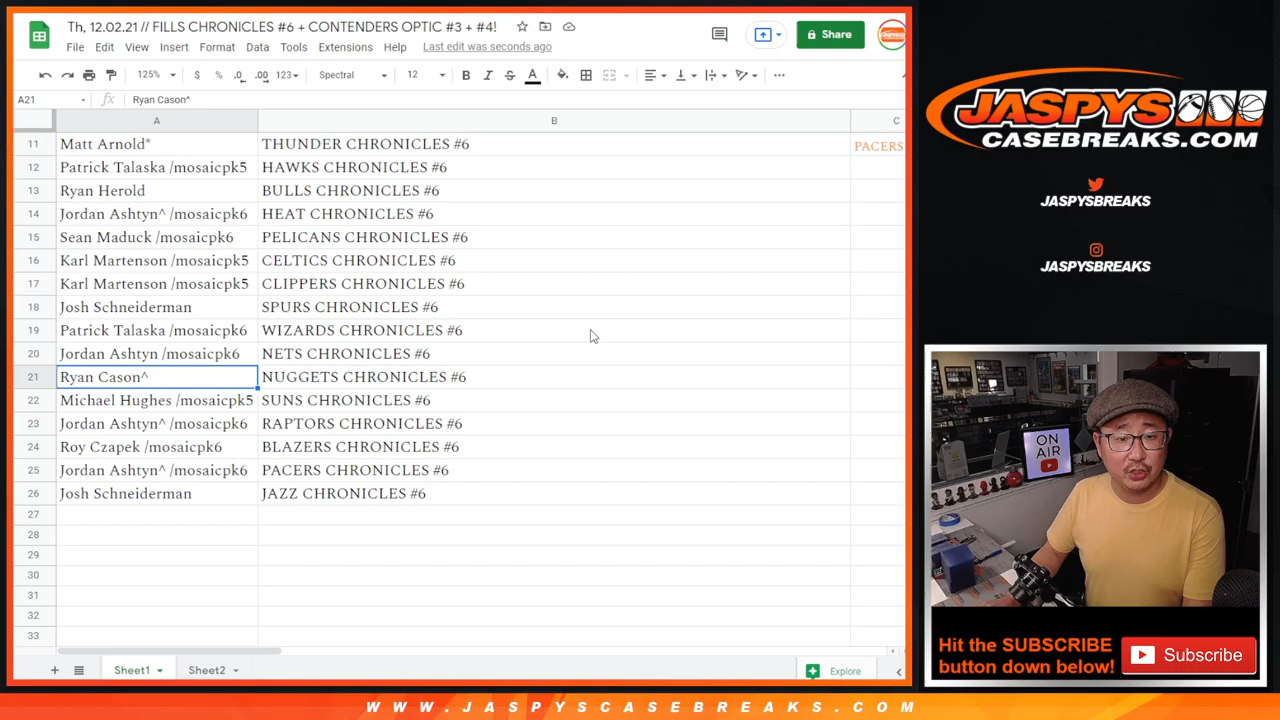 Th, 12.02.21 // FILLS CHRONICLES #6 + CONTENDERS OPTIC #3 + #4!
File Edit View Insert Format Data Tools Extensions Help Last edit was seconds ago
Share
125% $ % .0 .00 123 Spectral 12 B I S A
A21 fx Ryan Cason^
A B C
11 Matt Arnold* THUNDER CHRONICLES #6 PACERS
12 Patrick Talaska /mosaicpk5 HAWKS CHRONICLES #6
13 Ryan Herold BULLS CHRONICLES #6
14 Jordan Ashtyn^ /mosaicpk6 HEAT CHRONICLES #6
15 Sean Maduck /mosaicpk6 PELICANS CHRONICLES #6
16 Karl Martenson /mosaicpk5 CELTICS CHRONICLES #6
17 Karl Martenson /mosaicpk5 CLIPPERS CHRONICLES #6
18 Josh Schneiderman SPURS CHRONICLES #6
19 Patrick Talaska /mosaicpk6 WIZARDS CHRONICLES #6
20 Jordan Ashtyn /mosaicpk6 NETS CHRONICLES #6
21 Ryan Cason^ NUGGETS CHRONICLES #6
22 Michael Hughes /mosaicpk5 SUNS CHRONICLES #6
23 Jordan Ashtyn^ /mosaicpk6 RAPTORS CHRONICLES #6
24 Roy Czapek /mosaicpk6 BLAZERS CHRONICLES #6
25 Jordan Ashtyn^ /mosaicpk6 PACERS CHRONICLES #6
26 Josh Schneiderman JAZZ CHRONICLES #6
27
28
29
30
31
32
33
Sheet1 Sheet2 Explore
JASPYS
CASEBREAKS.COM
JASPYSBREAKS
JASPYSBREAKS
ON
AIR
Hit the SUBSCRIBE
button down below!
Subscribe
WWW.JASPYSCASEBREAKS.COM